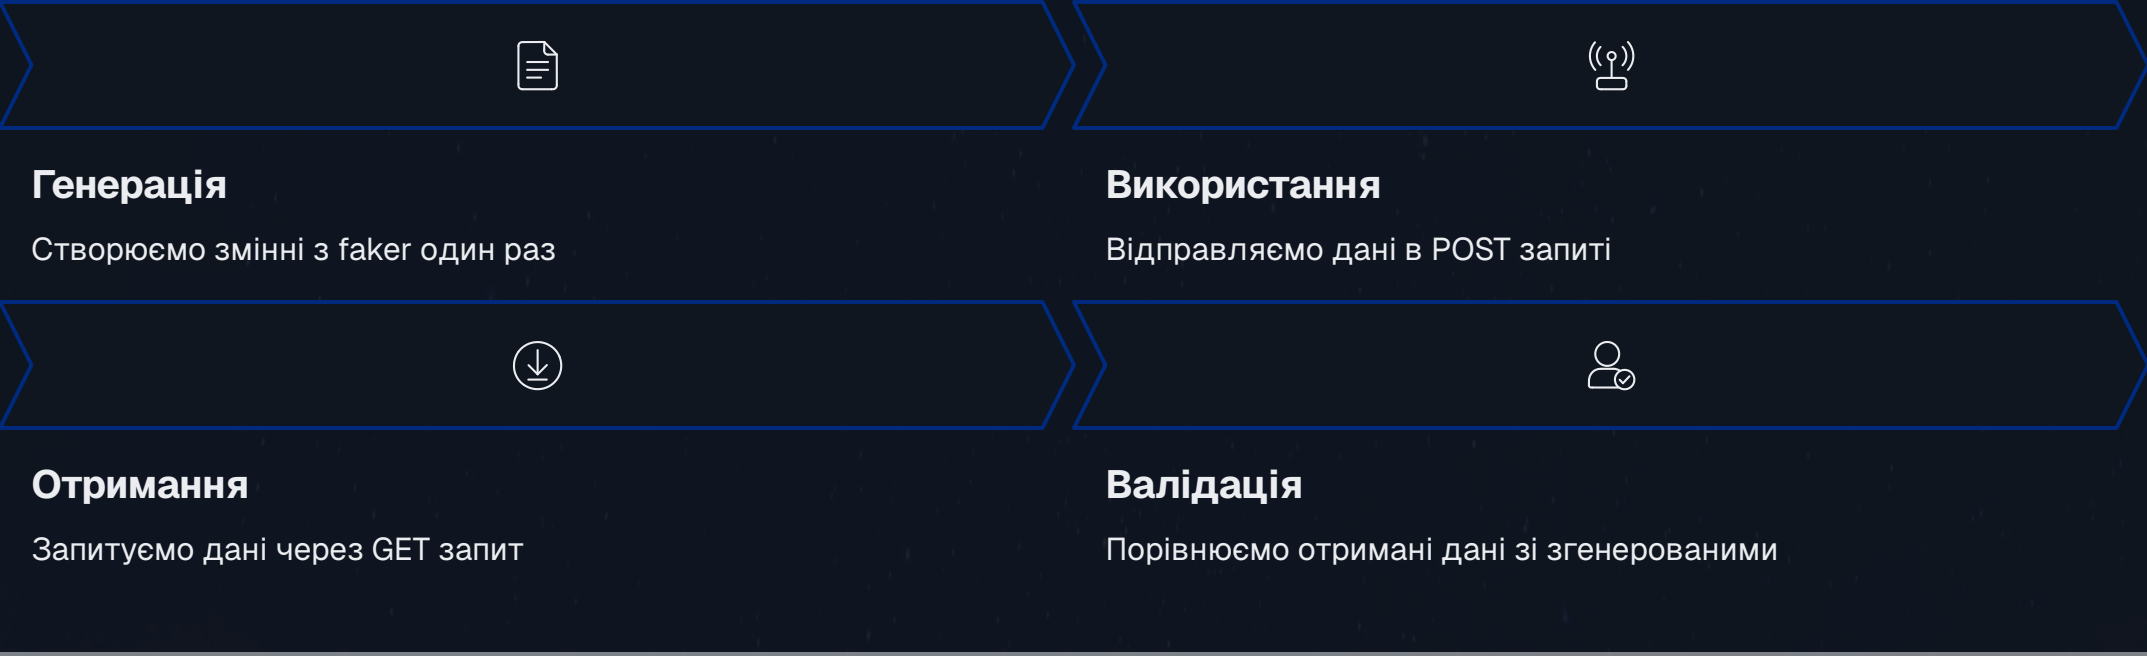 Генерація
Створюємо змінні з faker один раз
Використання
Відправляємо дані в POST запиті
Отримання
Запитуємо дані через GET запит
Валідація
Порівнюємо отримані дані зі згенерованими